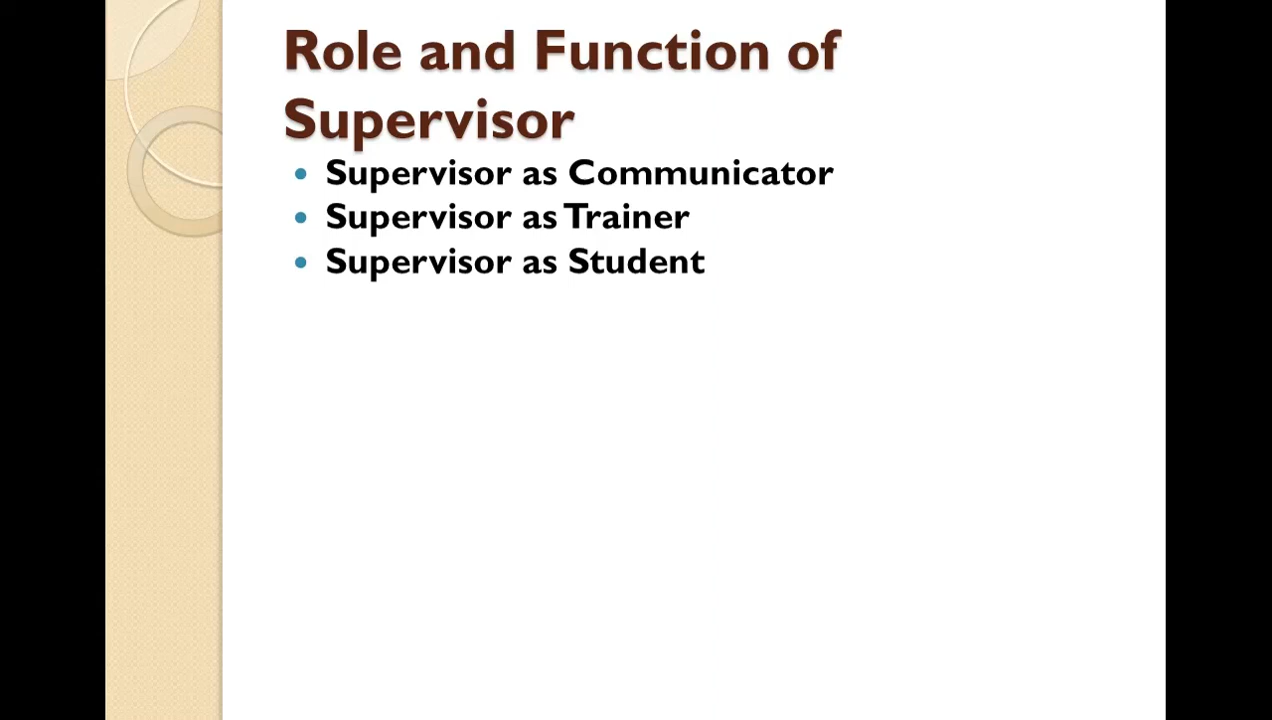 Role and Function of
Supervisor
• Supervisor as Communicator
• Supervisor as Trainer
• Supervisor as Student